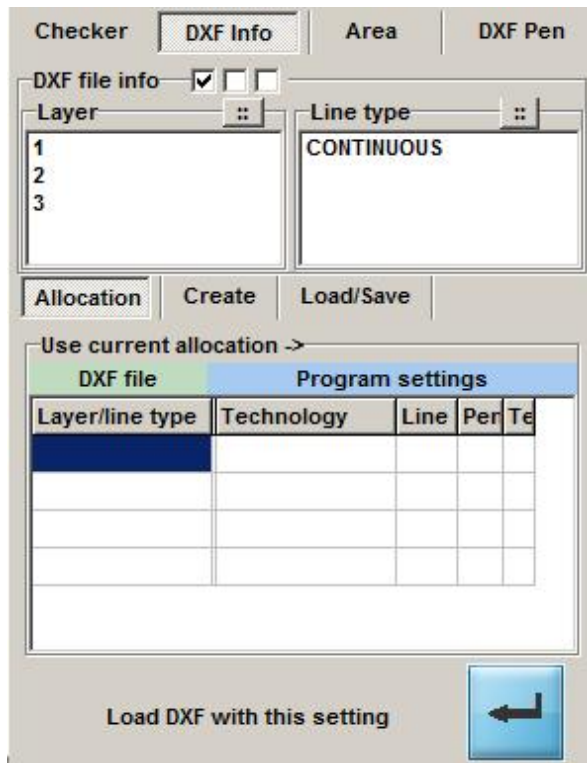 Checker DXF Info Area DXF Pen
DXF file info
Layer :: Line type ::
1 CONTINUOUS
2
3
Allocation Create Load/Save
Use current allocation ->
DXF file Program settings
Layer/line type Technology Line Pen Te
Load DXF with this setting